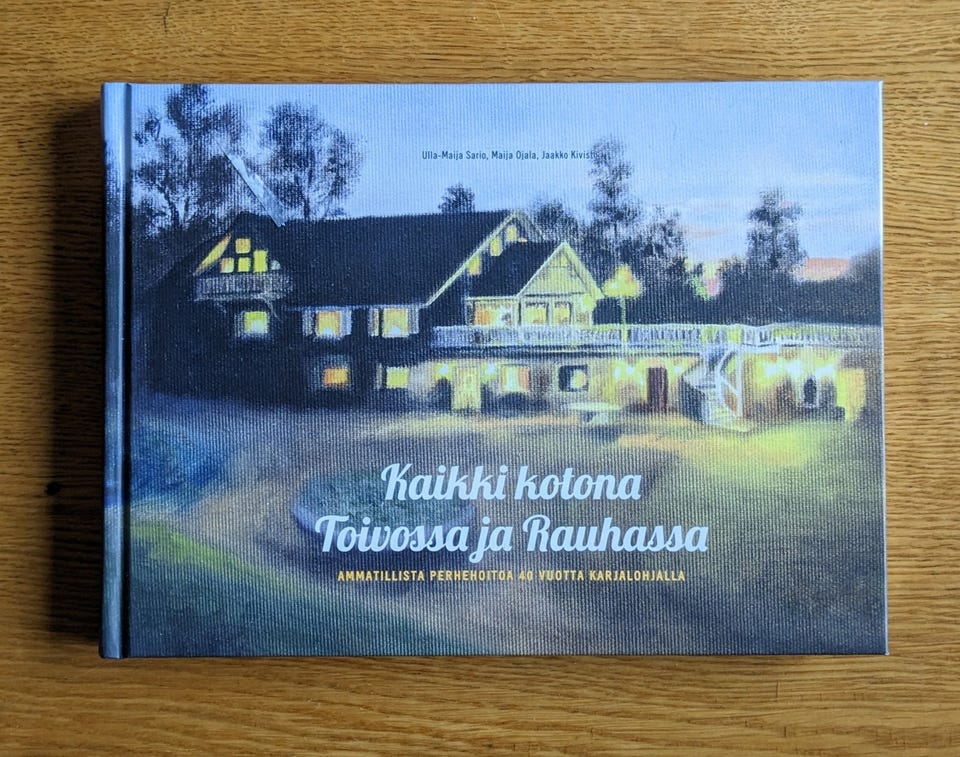 Ulla-Maija Sario, Maija Ojala, Jaakko
Kaikki kotona
Toivossa ja Rauhassa
AMMATILLISTA PERHEHOITOA 40 VUOTTA KARJALOHJALLA